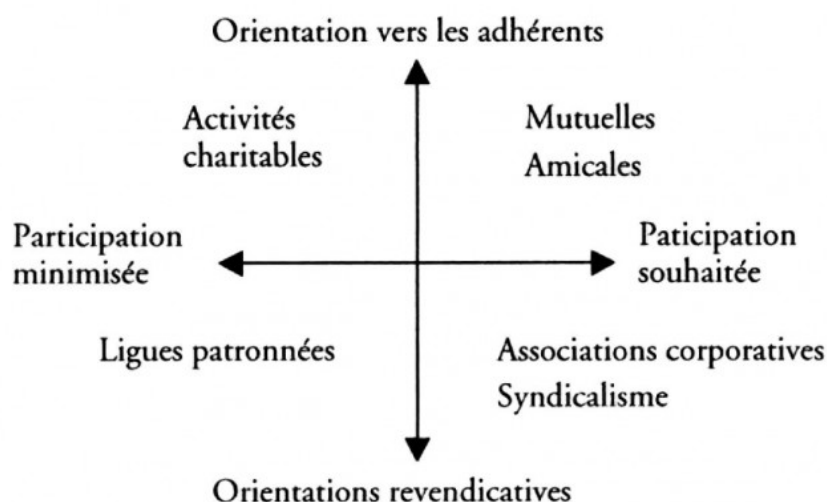 Orientation vers les adhérents
Activités
charitables
Mutuelles
Amicales
Participation
minimisée
Paticipation
souhaitée
Ligues patronnées
Associations corporatives
Syndicalisme
Orientations revendicatives